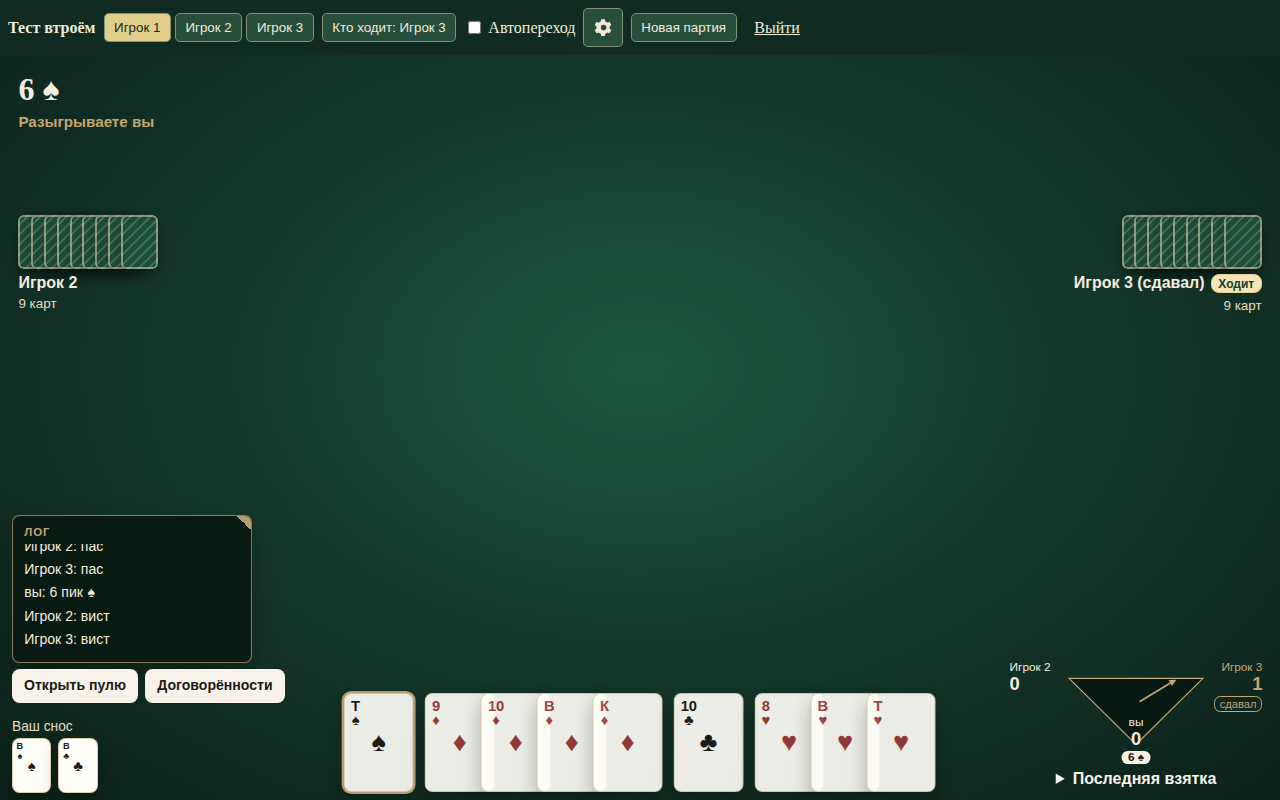 Тест втроём Игрок 1 Игрок 2 Игрок 3 Кто ходит: Игрок 3 Автопереход Новая партия Выйти
6 ♠
Разыгрываете вы
Игрок 2
9 карт
Игрок 3 (сдавал) Ходит
9 карт
ЛОГ
Игрок 2: пас
Игрок 3: пас
вы: 6 пик ♠
Игрок 2: вист
Игрок 3: вист
Открыть пулю Договорённости
Ваш снос
В ♠
В ♣
Т ♠
9 ♦
10 ♦
В ♦
К ♦
10 ♣
8 ♥
В ♥
Т ♥
Игрок 2
0
Игрок 3
1
сдавал
вы
0
6 ♠
Последняя взятка